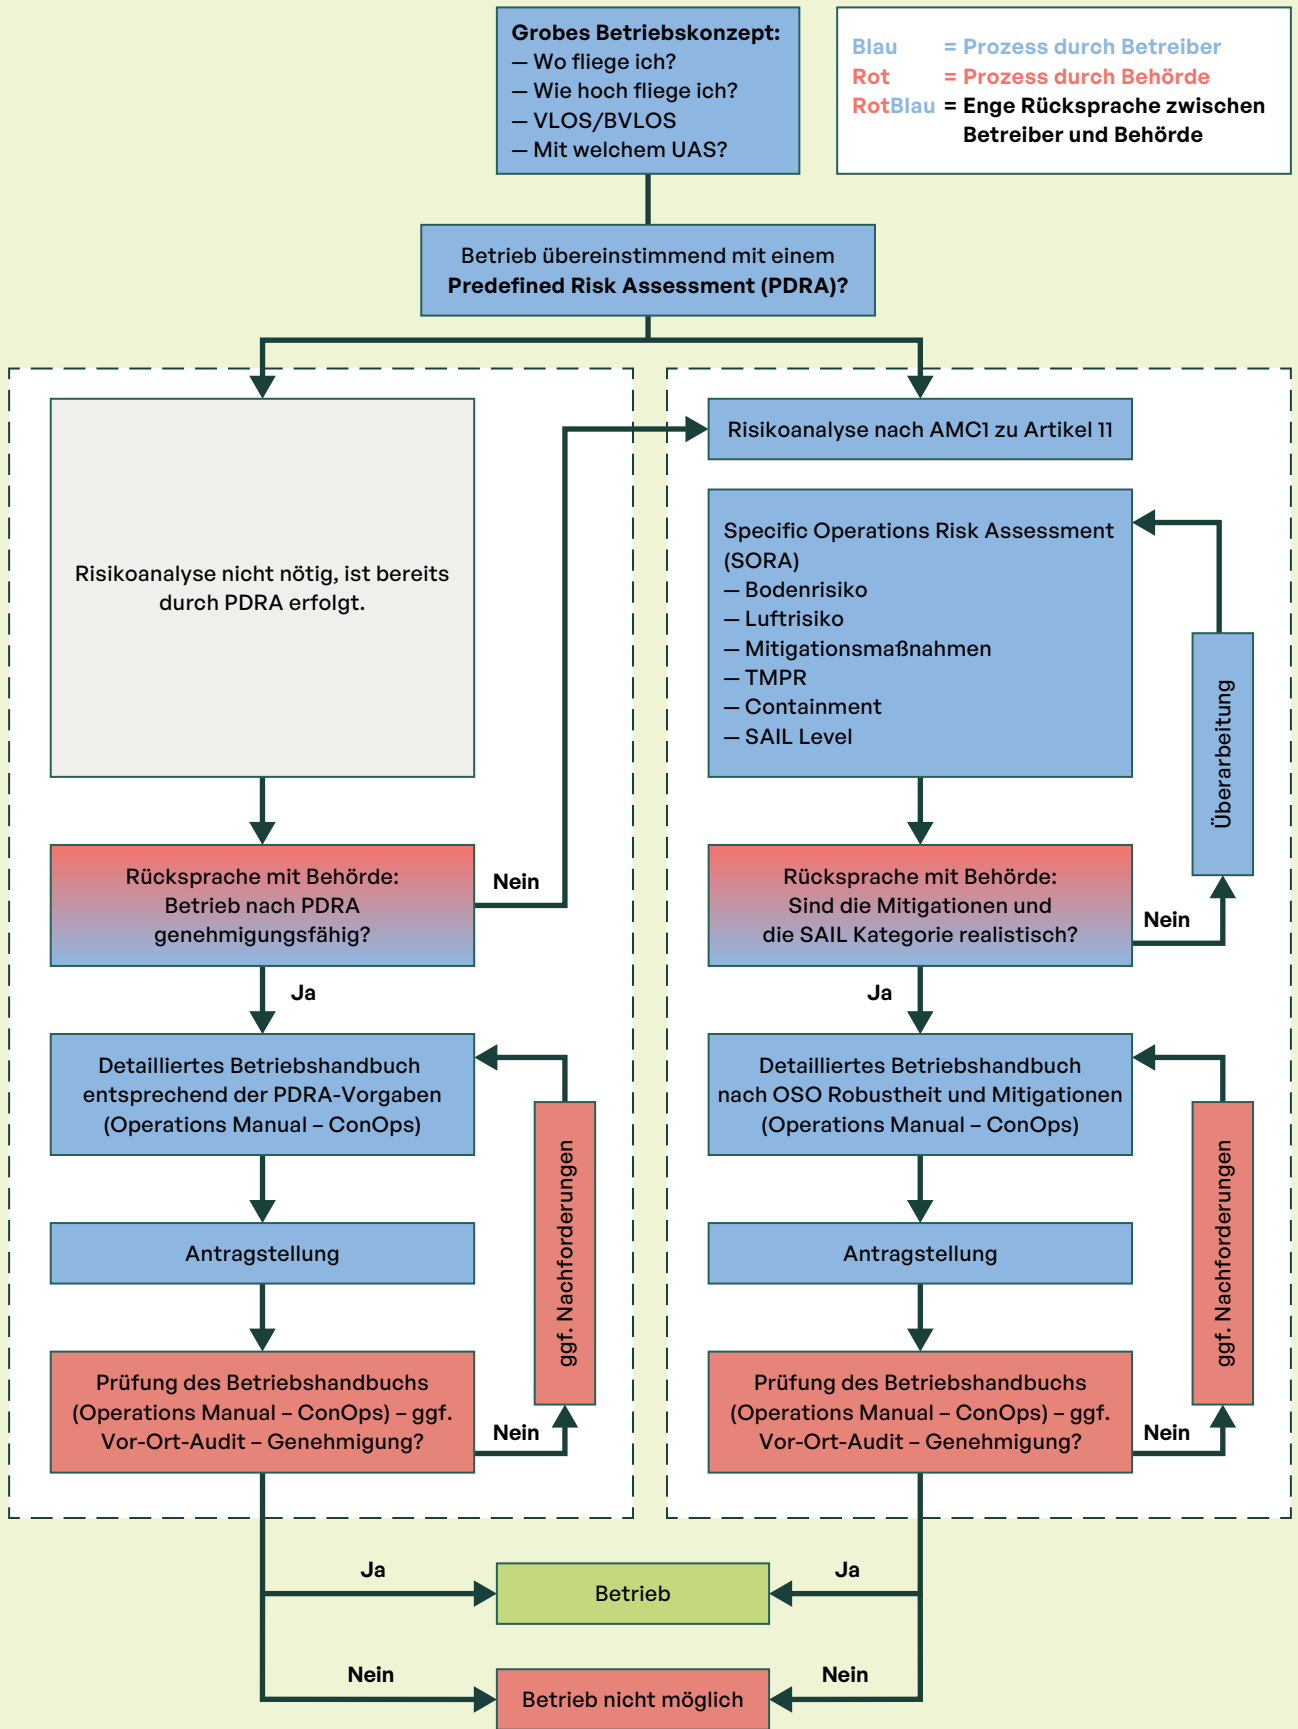 Grobes Betriebskonzept:
— Wo fliege ich?
— Wie hoch fliege ich?
— VLOS/BVLOS
— Mit welchem UAS?
Blau = Prozess durch Betreiber
Rot = Prozess durch Behörde
RotBlau = Enge Rücksprache zwischen
Betreiber und Behörde
Betrieb übereinstimmend mit einem
Predefined Risk Assessment (PDRA)?
Risikoanalyse nicht nötig, ist bereits
durch PDRA erfolgt.
Rücksprache mit Behörde:
Betrieb nach PDRA
genehmigungsfähig?
Nein
Ja
Detailliertes Betriebshandbuch
entsprechend der PDRA-Vorgaben
(Operations Manual – ConOps)
Antragstellung
ggf. Nachforderungen
Prüfung des Betriebshandbuchs
(Operations Manual – ConOps) – ggf.
Vor-Ort-Audit – Genehmigung?
Nein
Risikoanalyse nach AMC1 zu Artikel 11
Specific Operations Risk Assessment
(SORA)
— Bodenrisiko
— Luftrisiko
— Mitigationsmaßnahmen
— TMPR
— Containment
— SAIL Level
Überarbeitung
Rücksprache mit Behörde:
Sind die Mitigationen und
die SAIL Kategorie realistisch?
Nein
Ja
Detailliertes Betriebshandbuch
nach OSO Robustheit und Mitigationen
(Operations Manual – ConOps)
Antragstellung
ggf. Nachforderungen
Prüfung des Betriebshandbuchs
(Operations Manual – ConOps) – ggf.
Vor-Ort-Audit – Genehmigung?
Nein
Ja
Betrieb
Ja
Nein
Betrieb nicht möglich
Nein